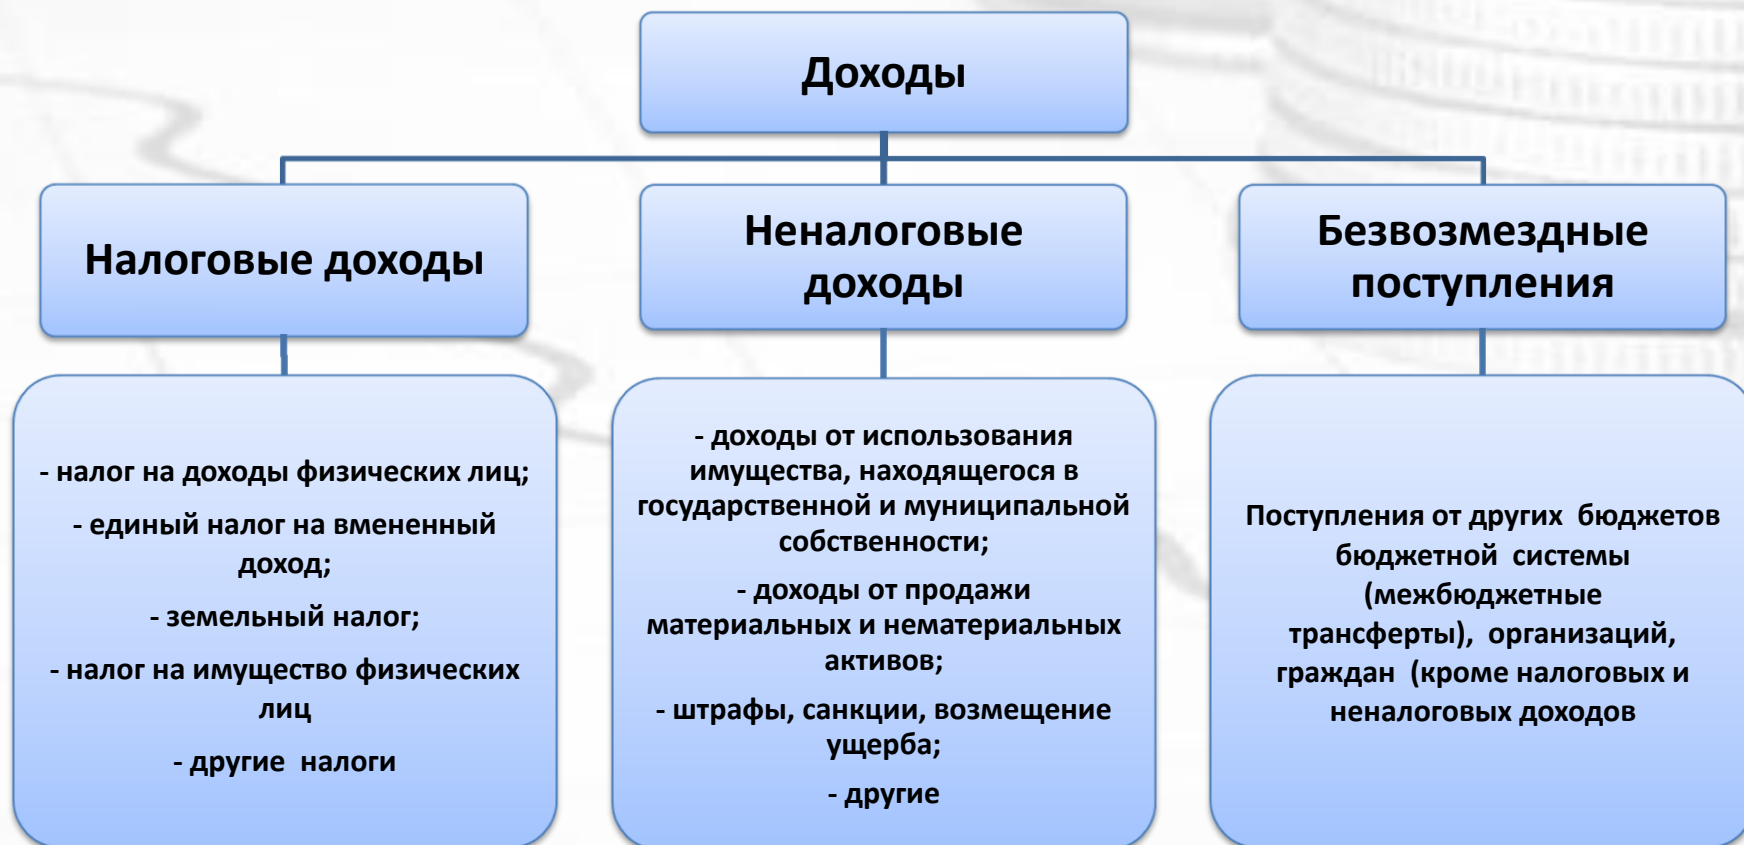 Доходы
Налоговые доходы
Неналоговые
доходы
Безвозмездные
поступления
- налог на доходы физических лиц;
- единый налог на вмененный
доход;
- земельный налог;
- налог на имущество физических
лиц
- другие налоги
- доходы от использования
имущества, находящегося в
государственной и муниципальной
собственности;
- доходы от продажи
материальных и нематериальных
активов;
- штрафы, санкции, возмещение
ущерба;
- другие
Поступления от других бюджетов
бюджетной системы
(межбюджетные
трансферты), организаций,
граждан (кроме налоговых и
неналоговых доходов